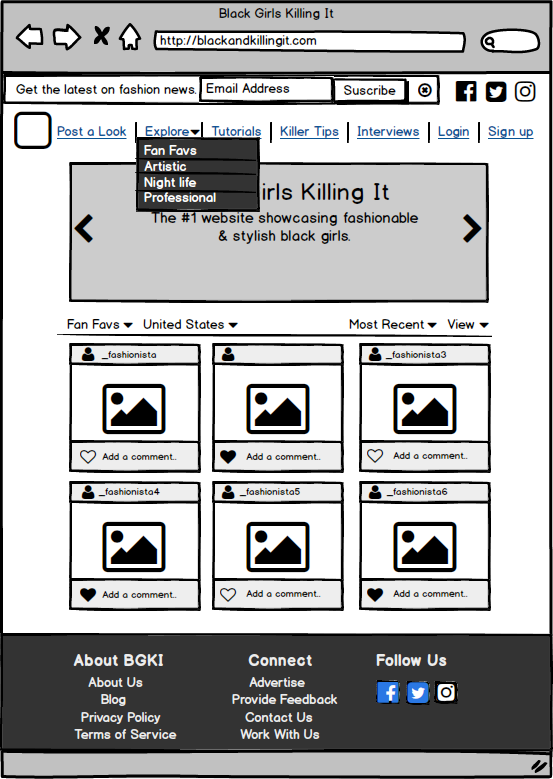 Black Girls Killing It
http://blackandkillingit.com
Get the latest on fashion news. Email Address Suscribe
Post a Look Explore Tutorials Killer Tips Interviews Login Sign up
Fan Favs
Artistic
Night life
Professional
irls Killing It
The #1 website showcasing fashionable
& stylish black girls.
Fan Favs United States Most Recent View
_fashionista _fashionista3
Add a comment.. Add a comment.. Add a comment..
_fashionista4 _fashionista5 _fashionista6
Add a comment.. Add a comment.. Add a comment..
About BGKI Connect Follow Us
About Us Advertise
Blog Provide Feedback
Privacy Policy Contact Us
Terms of Service Work With Us